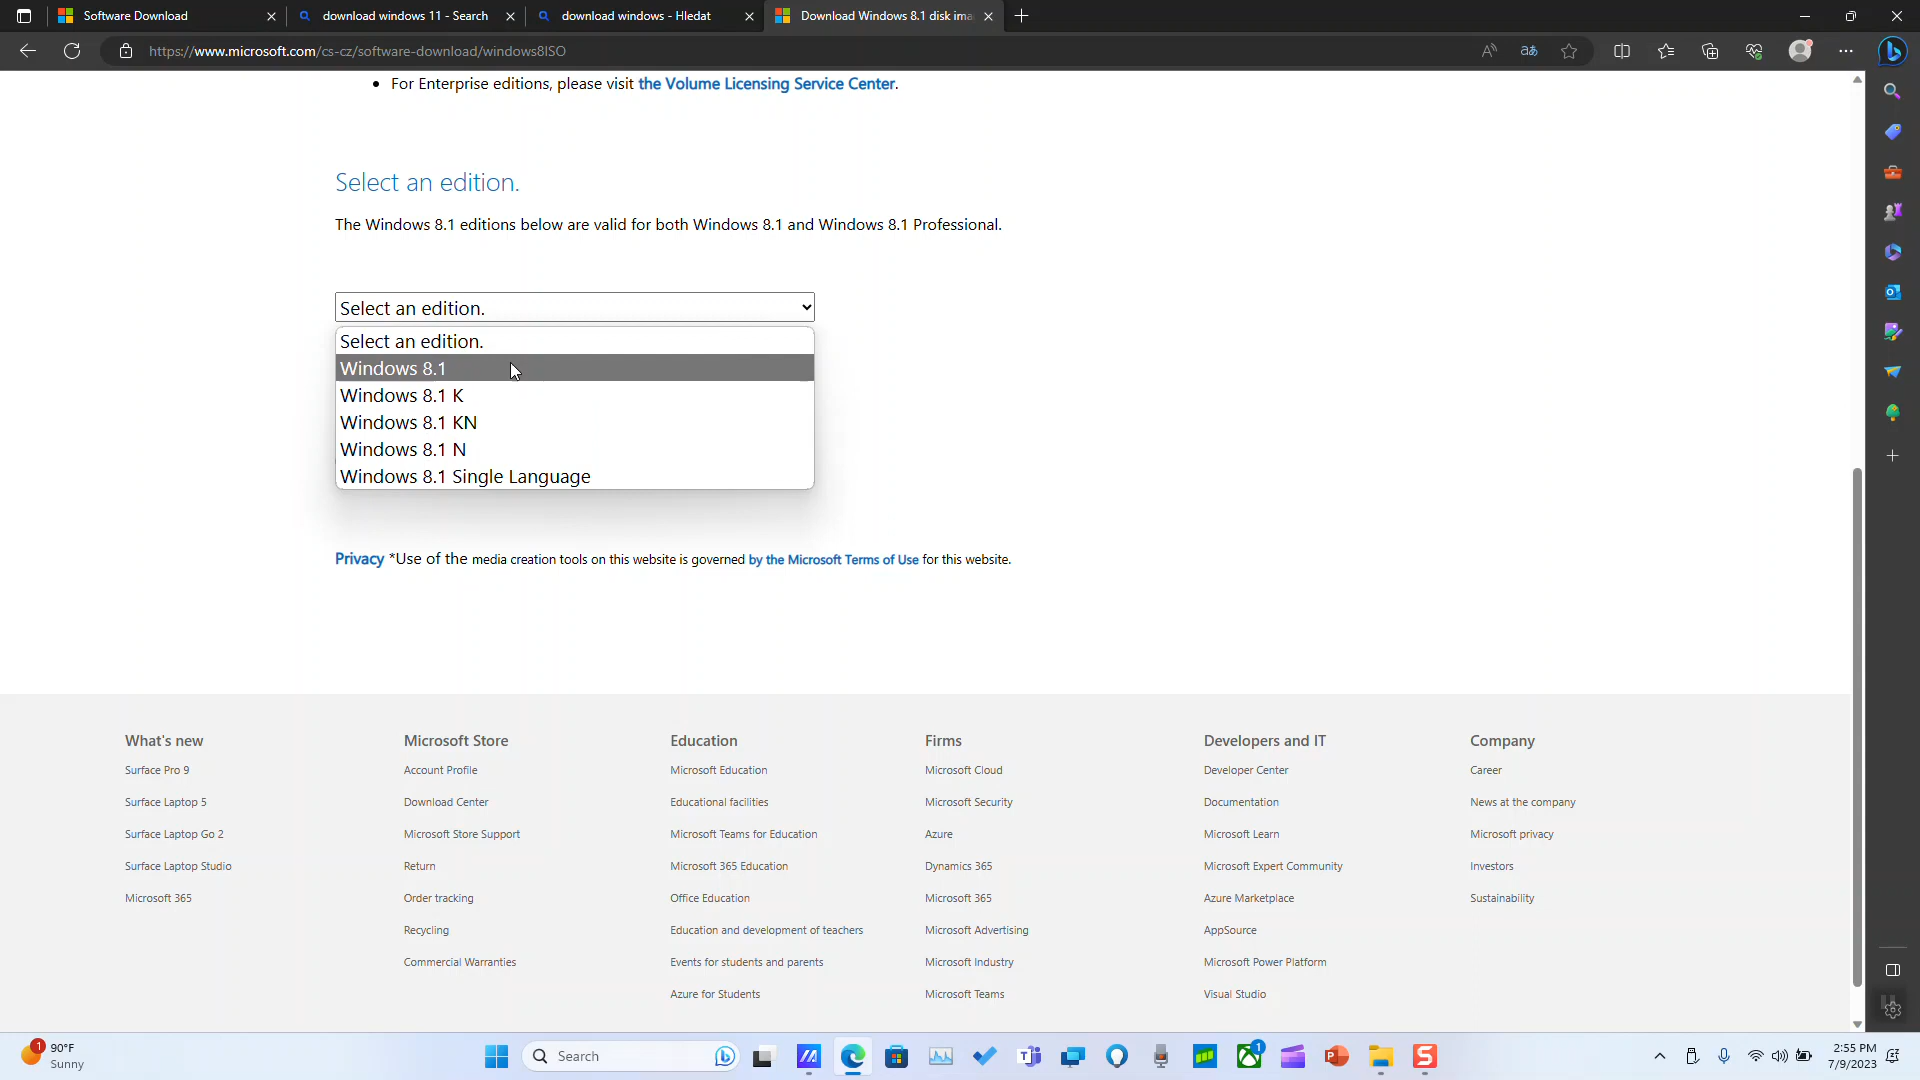 Software Download
download windows 11 - Search
download windows - Hledat
Download Windows 8.1 disk ima
https://www.microsoft.com/cs-cz/software-download/windows8ISO
For Enterprise editions, please visit the Volume Licensing Service Center.
Select an edition.
The Windows 8.1 editions below are valid for both Windows 8.1 and Windows 8.1 Professional.
Select an edition.
Select an edition.
Windows 8.1
Windows 8.1 K
Windows 8.1 KN
Windows 8.1 N
Windows 8.1 Single Language
Privacy *Use of the media creation tools on this website is governed by the Microsoft Terms of Use for this website.
What's new
Surface Pro 9
Surface Laptop 5
Surface Laptop Go 2
Surface Laptop Studio
Microsoft 365
Microsoft Store
Account Profile
Download Center
Microsoft Store Support
Return
Order tracking
Recycling
Commercial Warranties
Education
Microsoft Education
Educational facilities
Microsoft Teams for Education
Microsoft 365 Education
Office Education
Education and development of teachers
Events for students and parents
Azure for Students
Firms
Microsoft Cloud
Microsoft Security
Azure
Dynamics 365
Microsoft 365
Microsoft Advertising
Microsoft Industry
Microsoft Teams
Developers and IT
Developer Center
Documentation
Microsoft Learn
Microsoft Expert Community
Azure Marketplace
AppSource
Microsoft Power Platform
Visual Studio
Company
Career
News at the company
Microsoft privacy
Investors
Sustainability
1
90°F
Sunny
Search
1
2:55 PM
7/9/2023